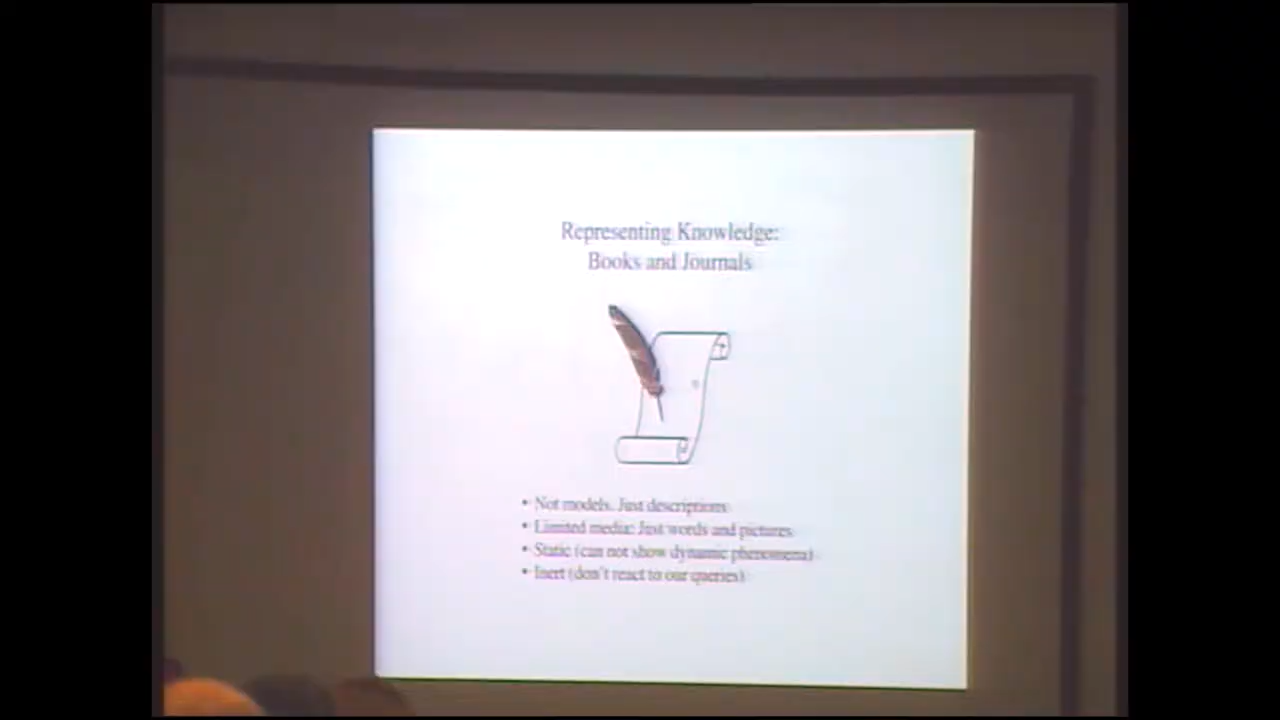 Representing Knowledge:
Books and Journals
• Not models. Just descriptions
• Limited media: Just words and pictures
• Static (can not show dynamic phenomena)
• Inert (don't react to our queries)